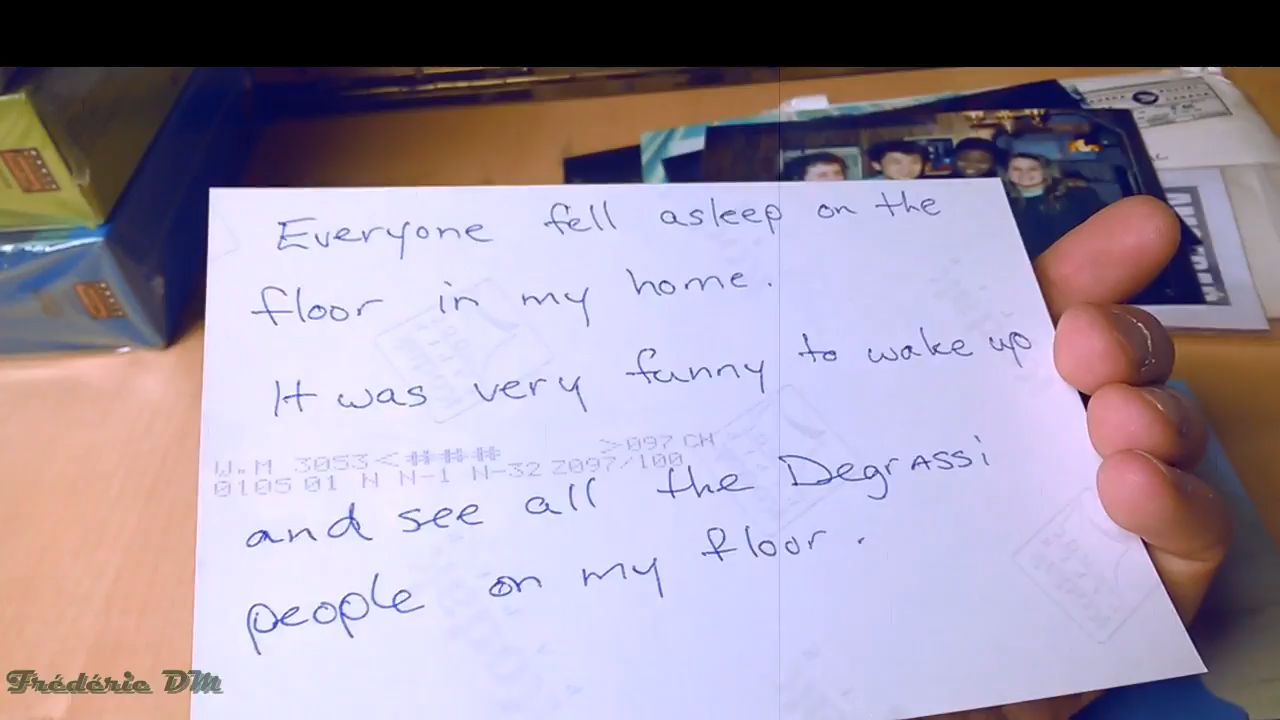 Everyone fell asleep on the
floor in my home.
It was very funny to wake up
W.M 3053<### >097 CH
0105 01 N N-1 N-32 Z097/100
and see all the Degrassi
people on my floor.
Frédéric DM